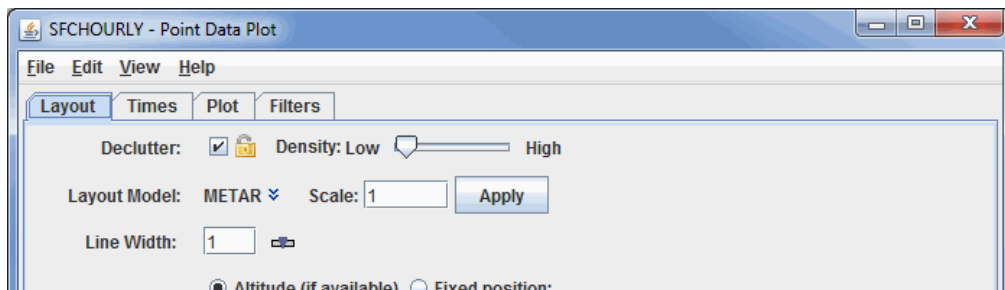 SFCHOURLY - Point Data Plot
File Edit View Help
Layout Times Plot Filters
Declutter: Density: Low High
Layout Model: METAR Scale: 1 Apply
Line Width: 1
Altitude (if available) Fixed position: